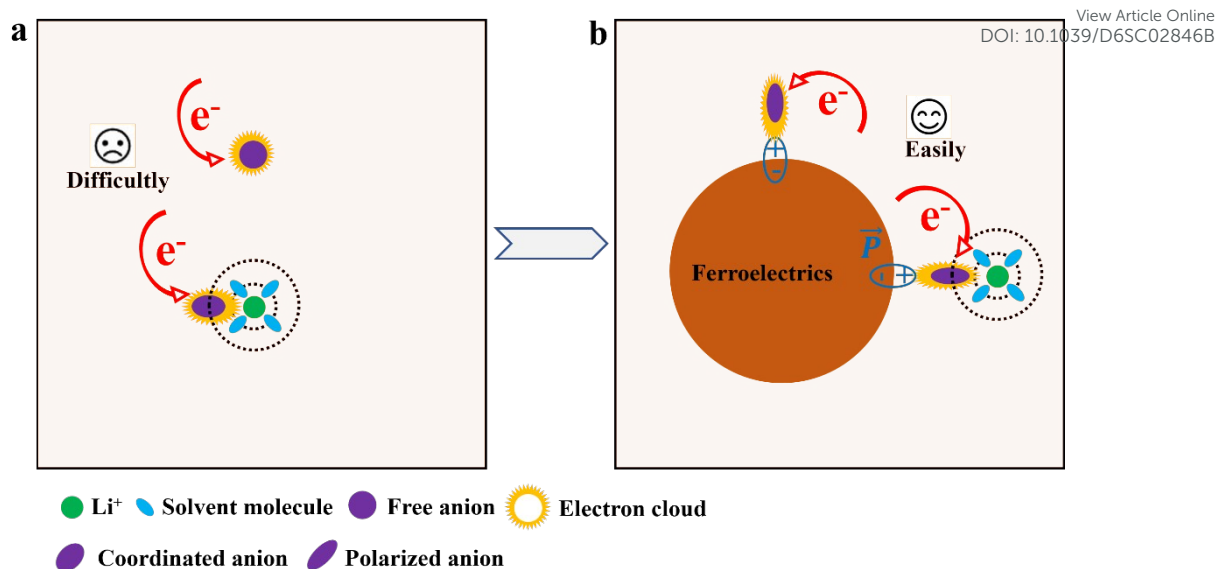 View Article Online
DOI: 10.1039/D6SC02846B
a
e-
Difficultly
e-
b
e-
Easily
+
-
e-
P
Ferroelectrics
- +
Li+ Solvent molecule Free anion Electron cloud
Coordinated anion Polarized anion